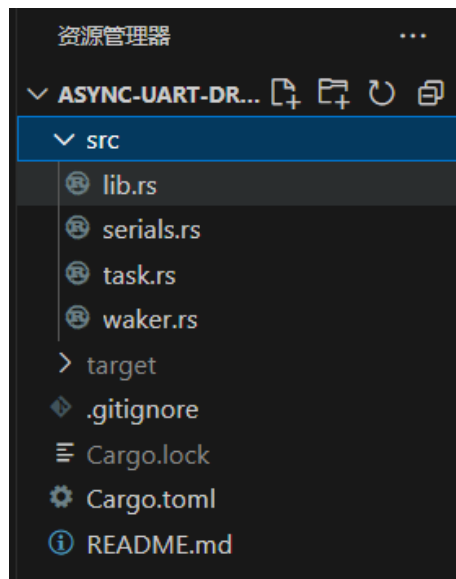 资源管理器 ...
ASYNC-UART-DR...
src
lib.rs
serials.rs
task.rs
waker.rs
target
.gitignore
Cargo.lock
Cargo.toml
README.md